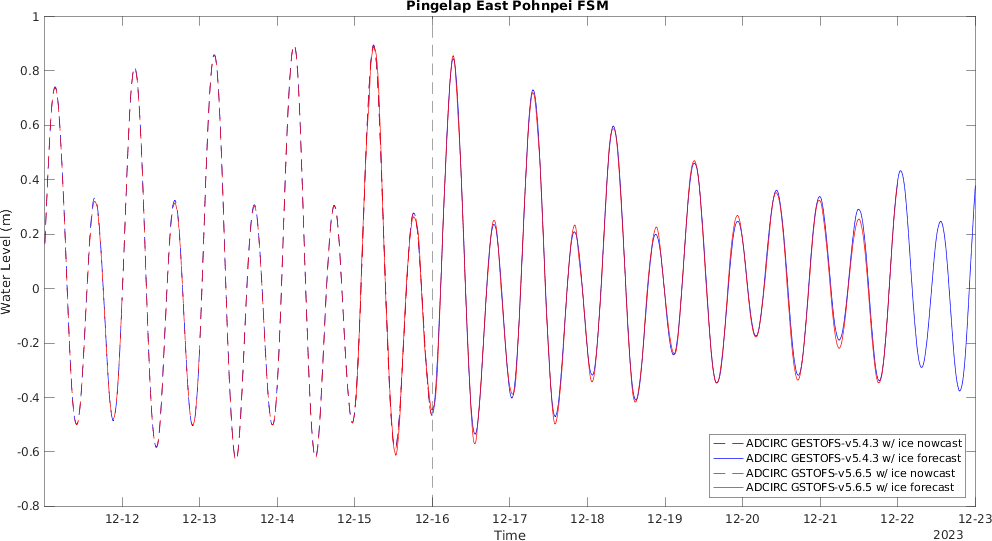 Pingelap East Pohnpei FSM
1
0.8
0.6
0.4
0.2
0
-0.2
-0.4
-0.6
-0.8
Water Level (m)
ADCIRC GESTOFS-v5.4.3 w/ ice nowcast
ADCIRC GESTOFS-v5.4.3 w/ ice forecast
ADCIRC GSTOFS-v5.6.5 w/ ice nowcast
ADCIRC GSTOFS-v5.6.5 w/ ice forecast
12-12 12-13 12-14 12-15 12-16 12-17 12-18 12-19 12-20 12-21 12-22 12-23
Time
2023